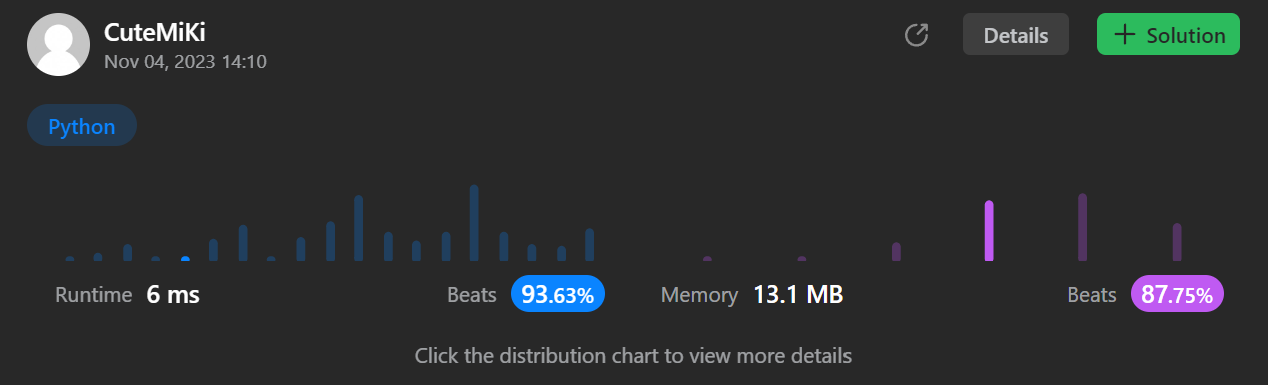 CuteMiKi
Nov 04, 2023 14:10
Details
+ Solution
Python
Runtime 6 ms
Beats 93.63%
Memory 13.1 MB
Beats 87.75%
Click the distribution chart to view more details